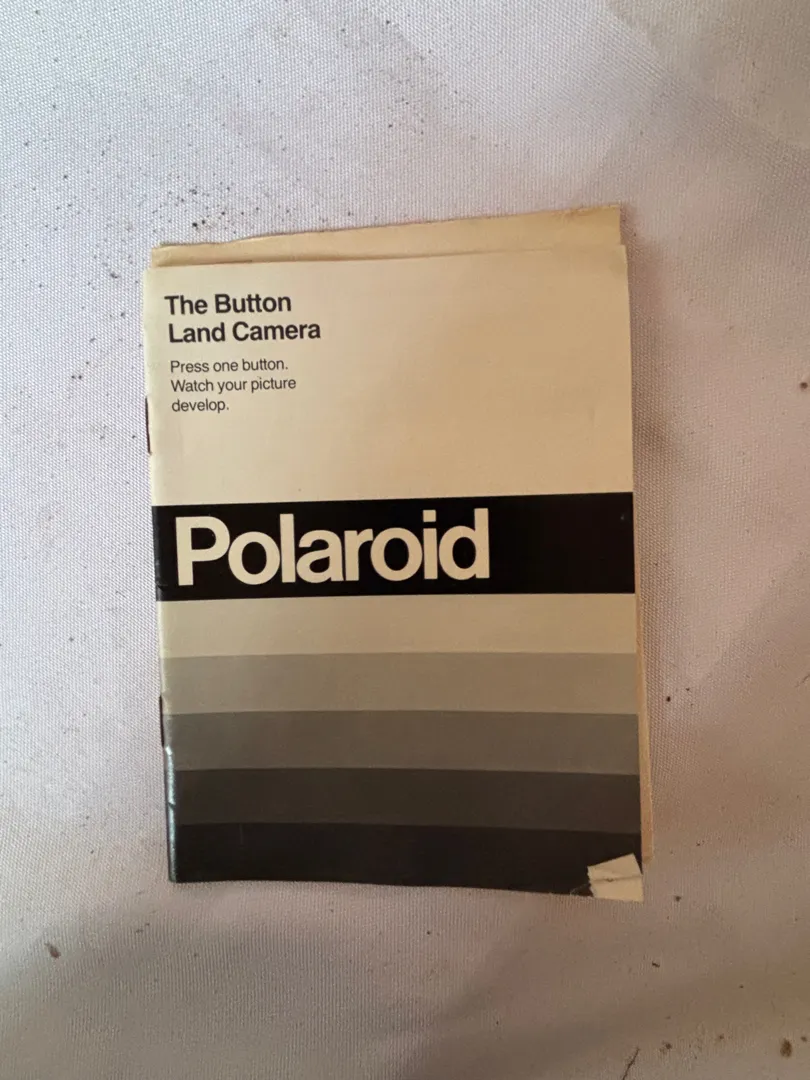 The Button
Land Camera
Press one button.
Watch your picture
develop.
Polaroid